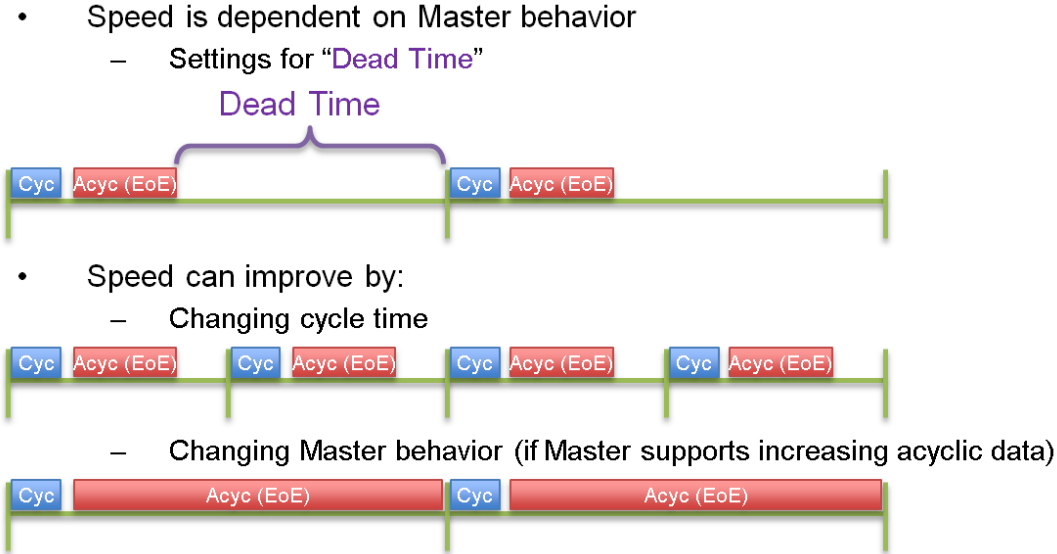 • Speed is dependent on Master behavior
– Settings for “Dead Time”
Dead Time
Cyc Acyc (EoE) Cyc Acyc (EoE)
• Speed can improve by:
– Changing cycle time
Cyc Acyc (EoE) Cyc Acyc (EoE) Cyc Acyc (EoE) Cyc Acyc (EoE)
– Changing Master behavior (if Master supports increasing acyclic data)
Cyc Acyc (EoE) Cyc Acyc (EoE)